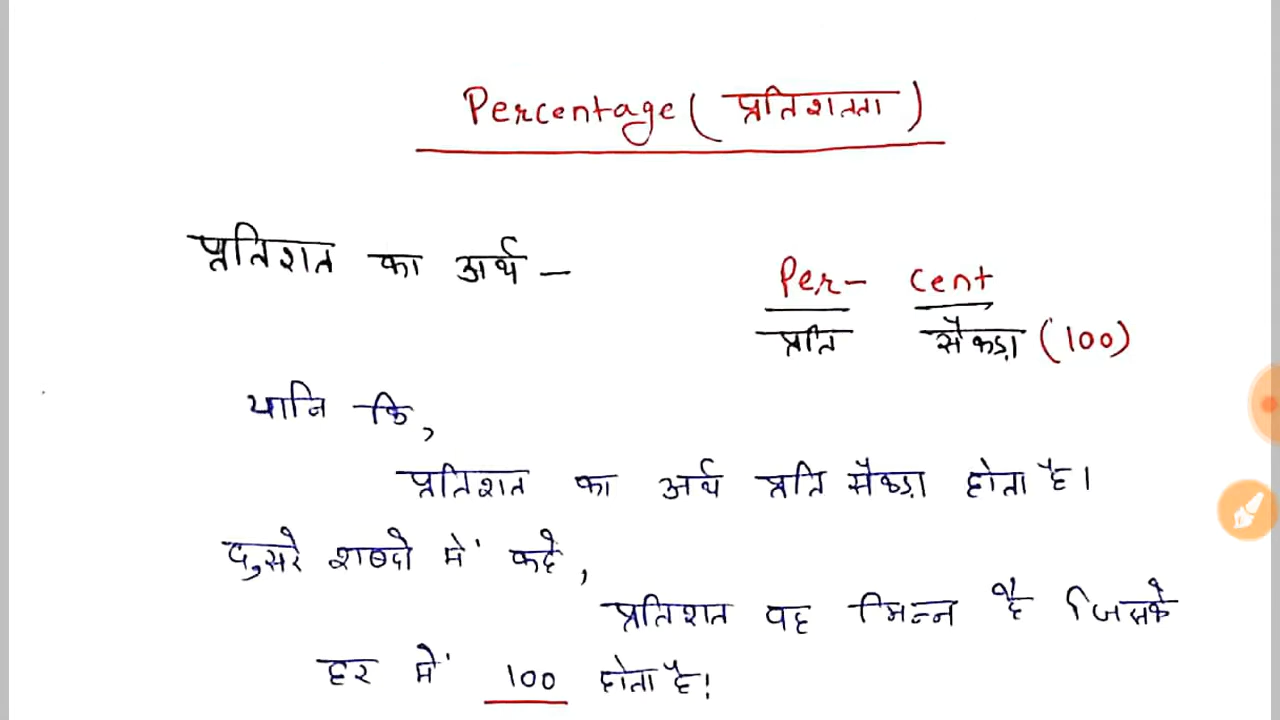 Percentage ( प्रतिशतता )
प्रतिशत का अर्थ –
Per– Cent
प्रति सैकड़ा (100)
यानि कि,
प्रतिशत का अर्थ प्रति सैकड़ा होता है।
दुसरे शब्दो में कहे,
प्रतिशत वह भिन्न है जिसके
हर में 100 होता है।